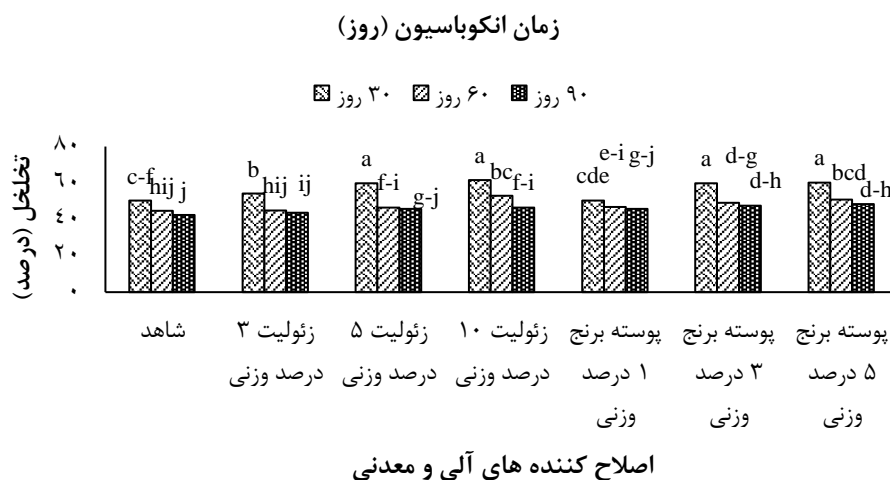 زمان انکوباسیون (روز)
۳۰ روز ۶۰ روز ۹۰ روز
تخلخل (درصد)
۸۰
۶۰
۴۰
۲۰
۰
c-f hij j
b hij ij
a f-i g-j
a bc f-i
cde e-i g-j
a d-g d-h
a bcd d-h
شاهد
زئولیت ۳
درصد وزنی
زئولیت ۵
درصد وزنی
زئولیت ۱۰
درصد وزنی
پوسته برنج
۱ درصد
وزنی
پوسته برنج
۳ درصد
وزنی
پوسته برنج
۵ درصد
وزنی
اصلاح کننده های آلی و معدنی